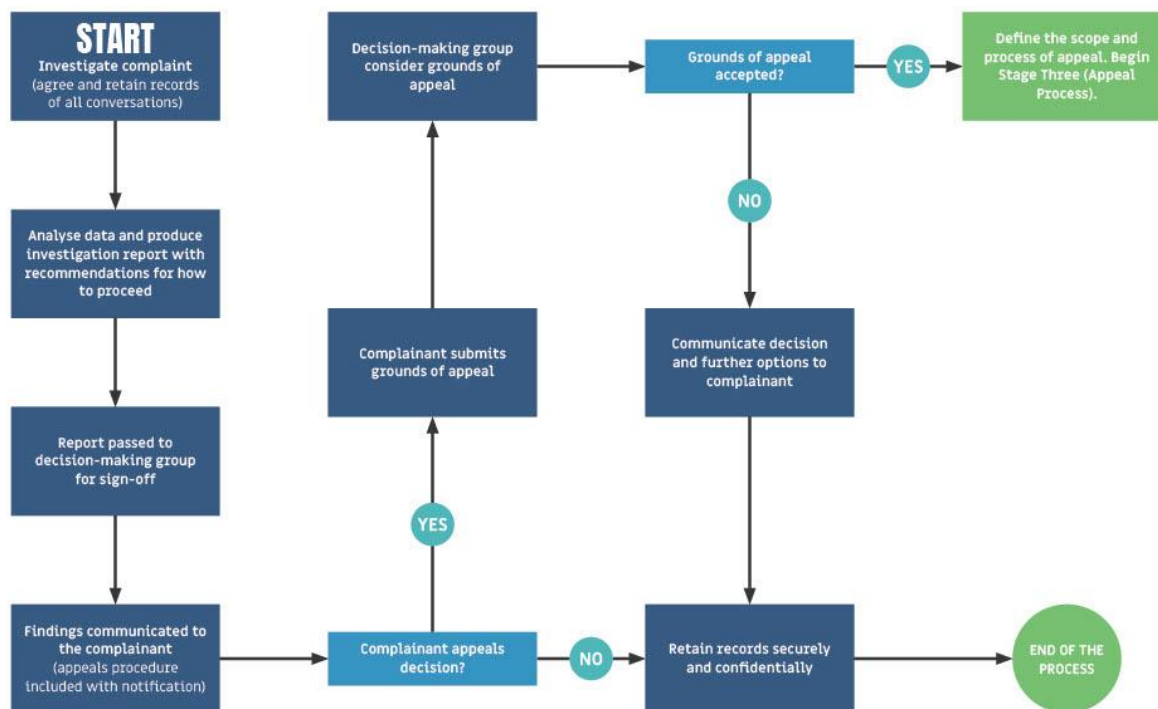 START
Investigate complaint
(agree and retain records
of all conversations)
Analyse data and produce
investigation report with
recommendations for how
to proceed
Report passed to
decision-making group
for sign-off
Findings communicated to
the complainant
(appeals procedure
included with notification)
Complainant appeals
decision?
YES
NO
Complainant submits
grounds of appeal
Decision-making group
consider grounds of
appeal
Grounds of appeal
accepted?
YES
NO
Define the scope and
process of appeal. Begin
Stage Three (Appeal
Process).
Communicate decision
and further options to
complainant
Retain records securely
and confidentially
END OF THE
PROCESS